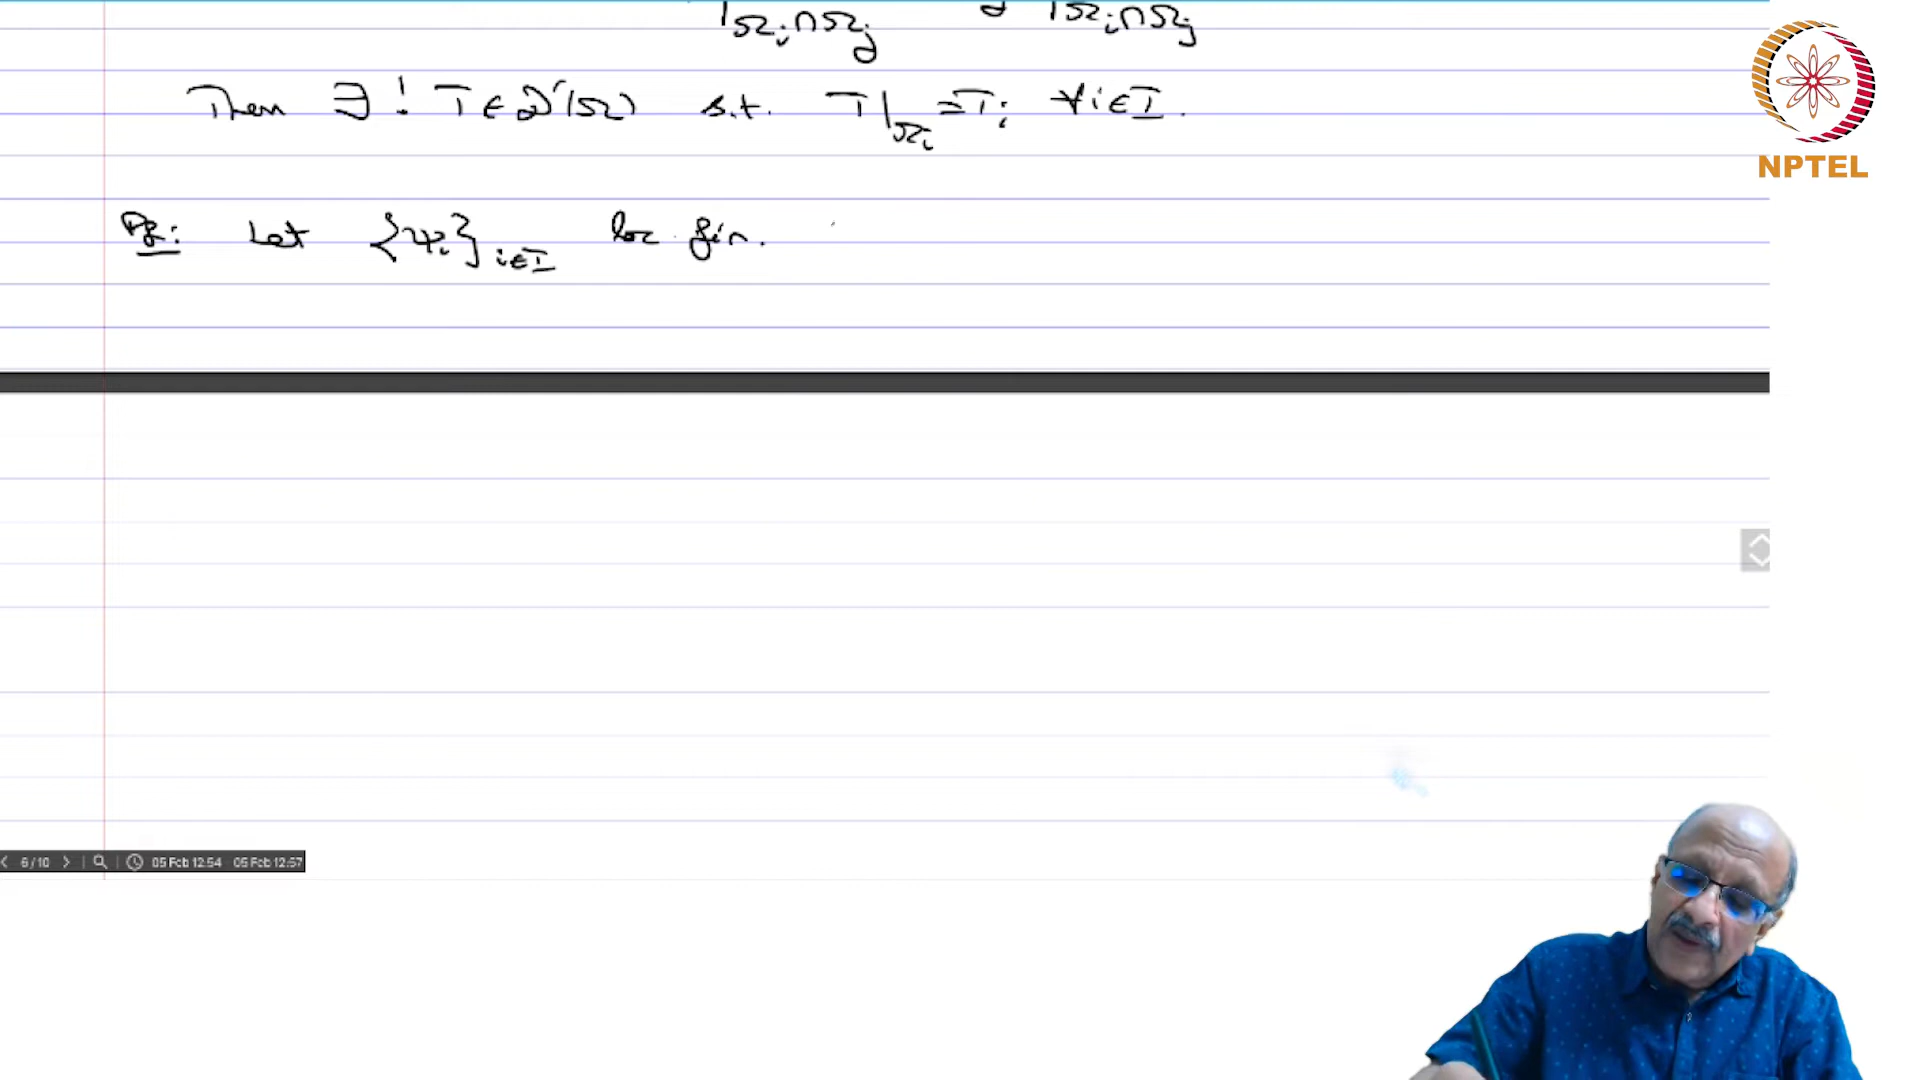 |Ωᵢ∩Ωⱼ |Ωᵢ∩Ωⱼ
Then ∃! T ∈ 𝒟'(Ω) s.t. T|Ωᵢ = Tᵢ ∀ i ∈ I.
Pf: Let {ψᵢ}ᵢ∈I loc fin.
NPTEL
6/10 05 Feb 12:54 05 Feb 12:57